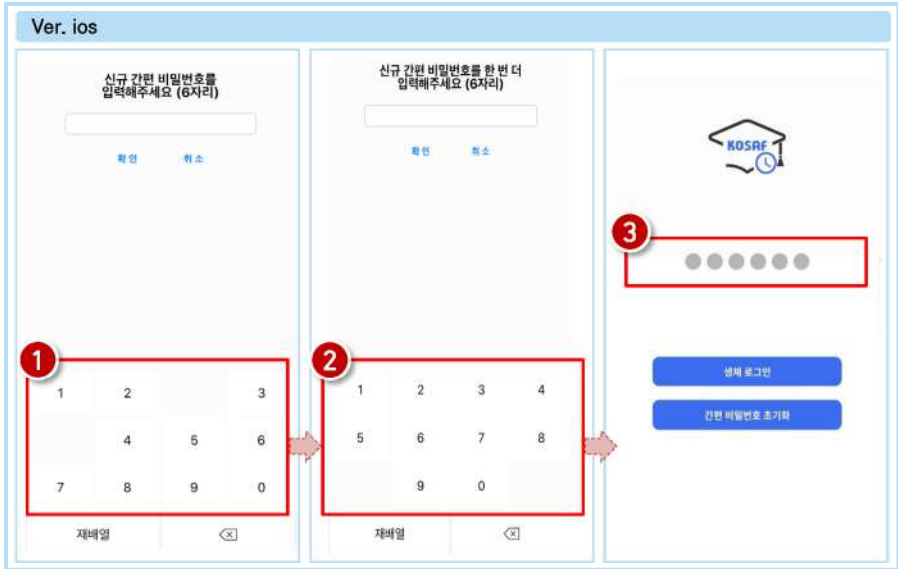 Ver. ios
신규 간편 비밀번호를
입력해주세요 (6자리)
확인 취소
1
1 2 3
4 5 6
7 8 9 0
재배열
신규 간편 비밀번호를 한 번 더
입력해주세요 (6자리)
확인 취소
2
1 2 3 4
5 6 7 8
9 0
재배열
KOSAF
3
생체 로그인
간편 비밀번호 초기화